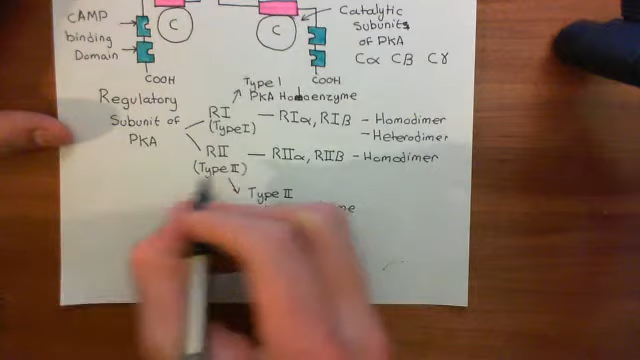 CAMP
binding
Domain
C
C
Catalytic
Subunits
of PKA
Cα Cβ Cγ
COOH
COOH
Regulatory
Subunit of
PKA
Type I
PKA Holoenzyme
RI
(Type I)
RIα, RIβ - Homodimer
- Heterodimer
RII
(Type II)
RIIα, RIIβ - Homodimer
Type II